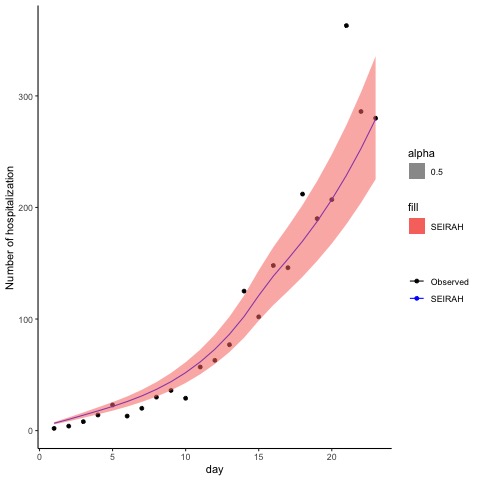 Number of hospitalization
300
200
100
0
0
5
10
15
20
day
alpha
0.5
fill
SEIRAH
Observed
SEIRAH